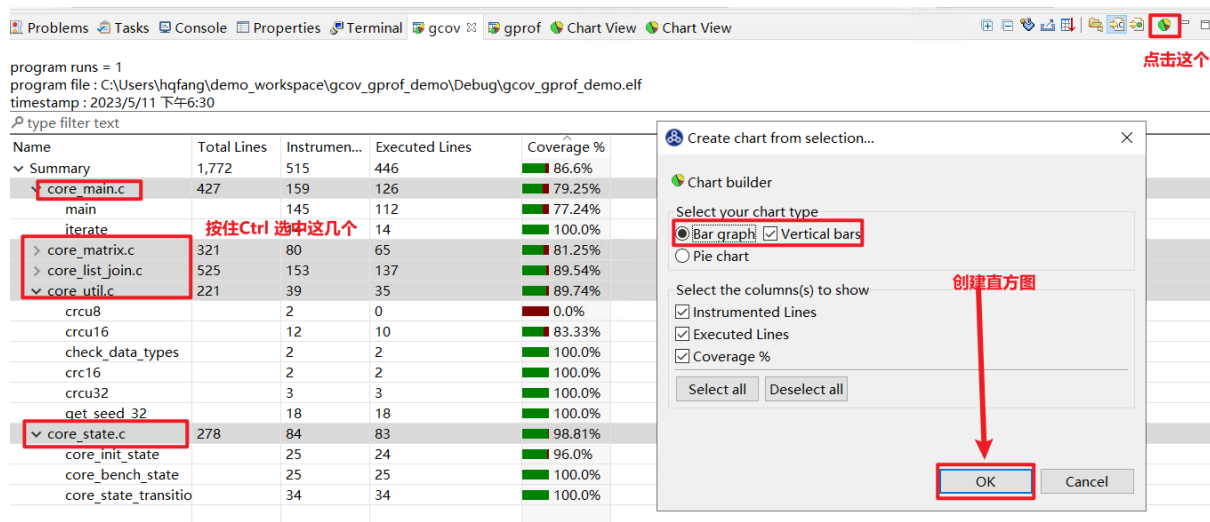 Problems Tasks Console Properties Terminal gcov gprof Chart View Chart View
点击这个
program runs = 1
program file : C:\Users\hqfang\demo_workspace\gcov_gprof_demo\Debug\gcov_gprof_demo.elf
timestamp : 2023/5/11 下午6:30
type filter text
Name Total Lines Instrumen... Executed Lines Coverage %
Summary 1,772 515 446 86.6%
core_main.c 427 159 126 79.25%
main 145 112 77.24%
iterate 14 100.0%
按住Ctrl 选中这几个
core_matrix.c 321 80 65 81.25%
core_list_join.c 525 153 137 89.54%
core_util.c 221 39 35 89.74%
crcu8 2 0 0.0%
crcu16 12 10 83.33%
check_data_types 2 2 100.0%
crc16 2 2 100.0%
crcu32 3 3 100.0%
get_seed_32 18 18 100.0%
core_state.c 278 84 83 98.81%
core_init_state 25 24 96.0%
core_bench_state 25 25 100.0%
core_state_transitio 34 34 100.0%
Create chart from selection...
Chart builder
Select your chart type
Bar graph Vertical bars
Pie chart
创建直方图
Select the columns(s) to show
Instrumented Lines
Executed Lines
Coverage %
Select all Deselect all
OK Cancel